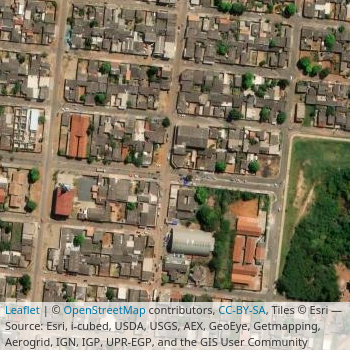 Leaflet | © OpenStreetMap contributors, CC-BY-SA, Tiles © Esri —
Source: Esri, i-cubed, USDA, USGS, AEX, GeoEye, Getmapping,
Aerogrid, IGN, IGP, UPR-EGP, and the GIS User Community